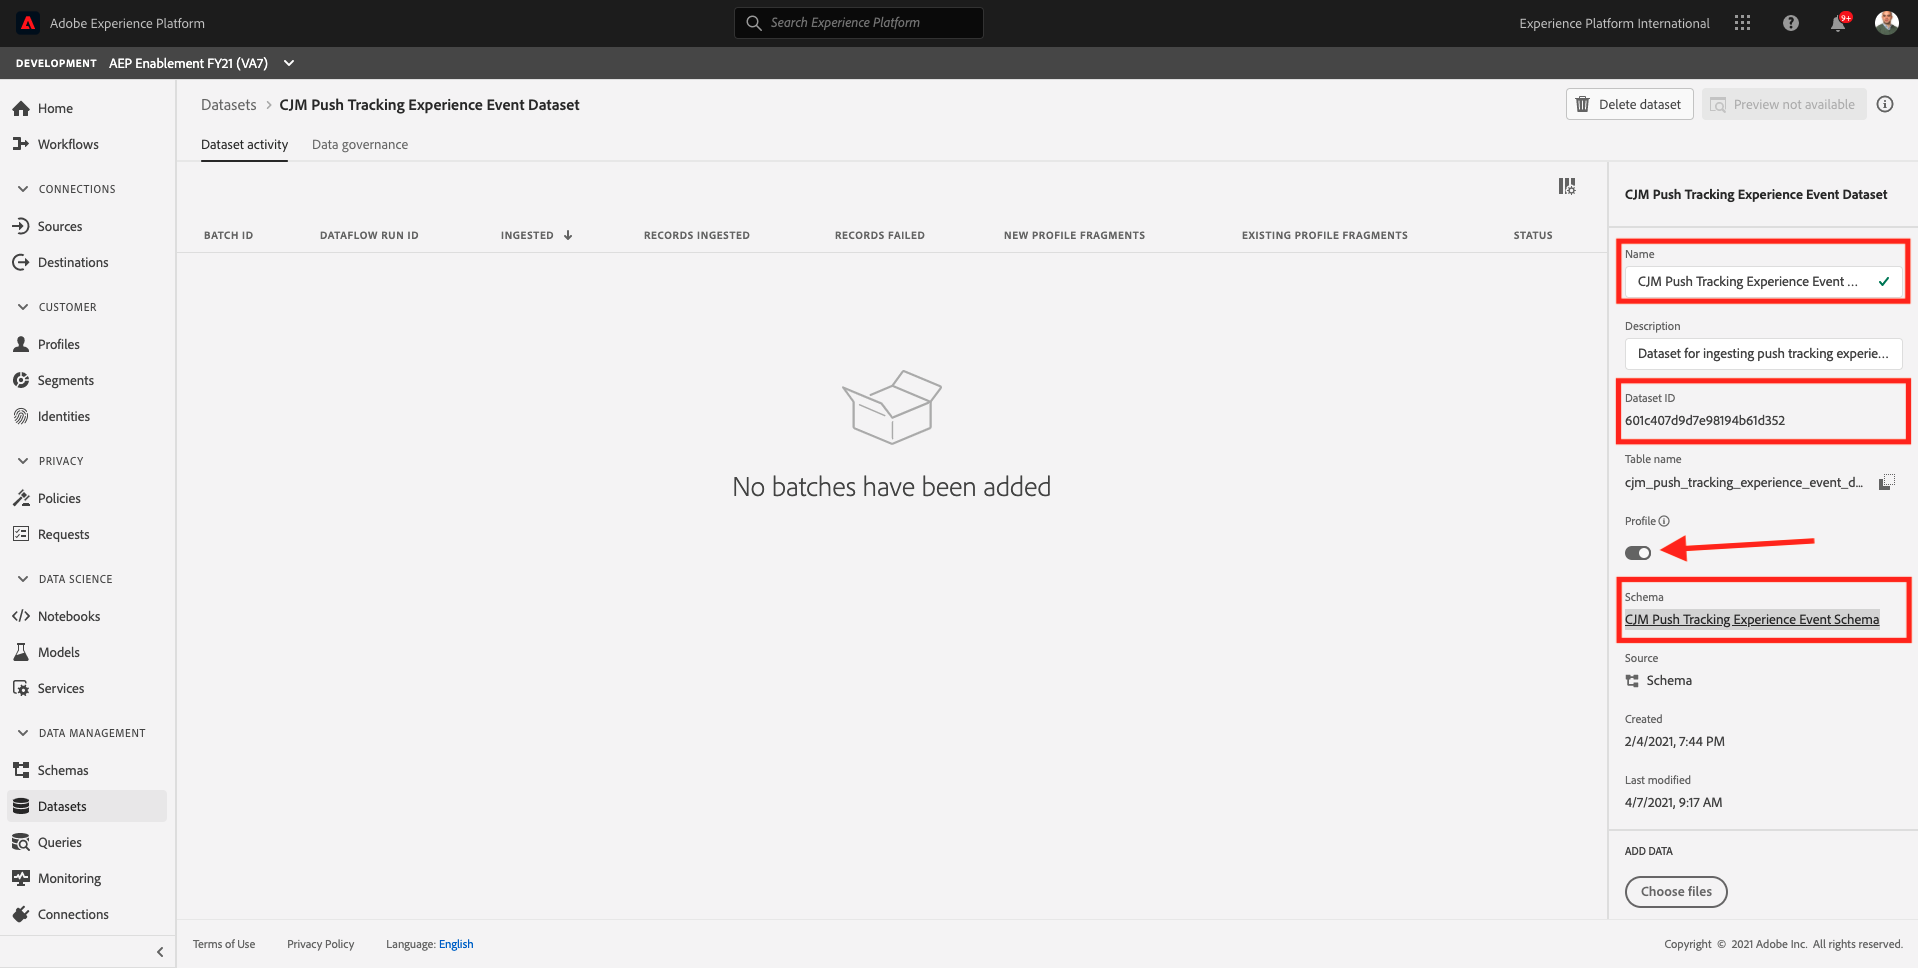 Adobe Experience Platform
Search Experience Platform
Experience Platform International
9+
DEVELOPMENT AEP Enablement FY21 (VA7)
Home
Workflows
CONNECTIONS
Sources
Destinations
CUSTOMER
Profiles
Segments
Identities
PRIVACY
Policies
Requests
DATA SCIENCE
Notebooks
Models
Services
DATA MANAGEMENT
Schemas
Datasets
Queries
Monitoring
Connections
Datasets > CJM Push Tracking Experience Event Dataset
Delete dataset
Preview not available
Dataset activity Data governance
BATCH ID DATAFLOW RUN ID INGESTED RECORDS INGESTED RECORDS FAILED NEW PROFILE FRAGMENTS EXISTING PROFILE FRAGMENTS STATUS
No batches have been added
CJM Push Tracking Experience Event Dataset
Name
CJM Push Tracking Experience Event ...
Description
Dataset for ingesting push tracking experie...
Dataset ID
601c407d9d7e98194b61d352
Table name
cjm_push_tracking_experience_event_d...
Profile
Schema
CJM Push Tracking Experience Event Schema
Source
Schema
Created
2/4/2021, 7:44 PM
Last modified
4/7/2021, 9:17 AM
ADD DATA
Choose files
Terms of Use Privacy Policy Language: English
Copyright © 2021 Adobe Inc. All rights reserved.